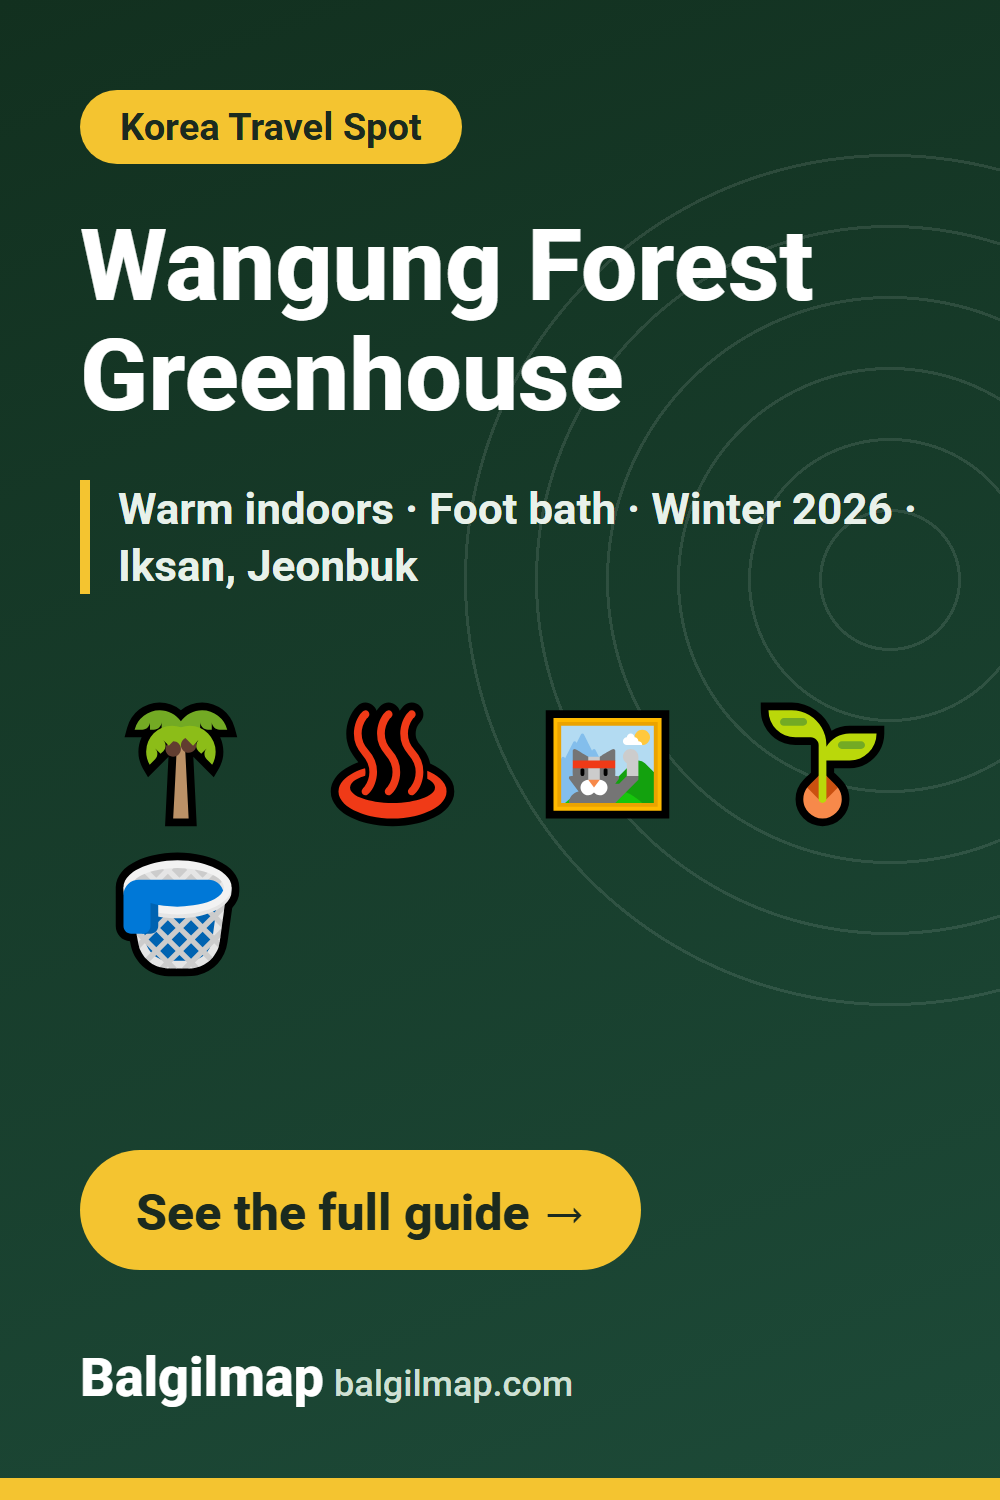 Korea Travel Spot
Wangung Forest
Greenhouse
Warm indoors · Foot bath · Winter 2026 ·
Iksan, Jeonbuk
See the full guide →
Balgilmap balgilmap.com